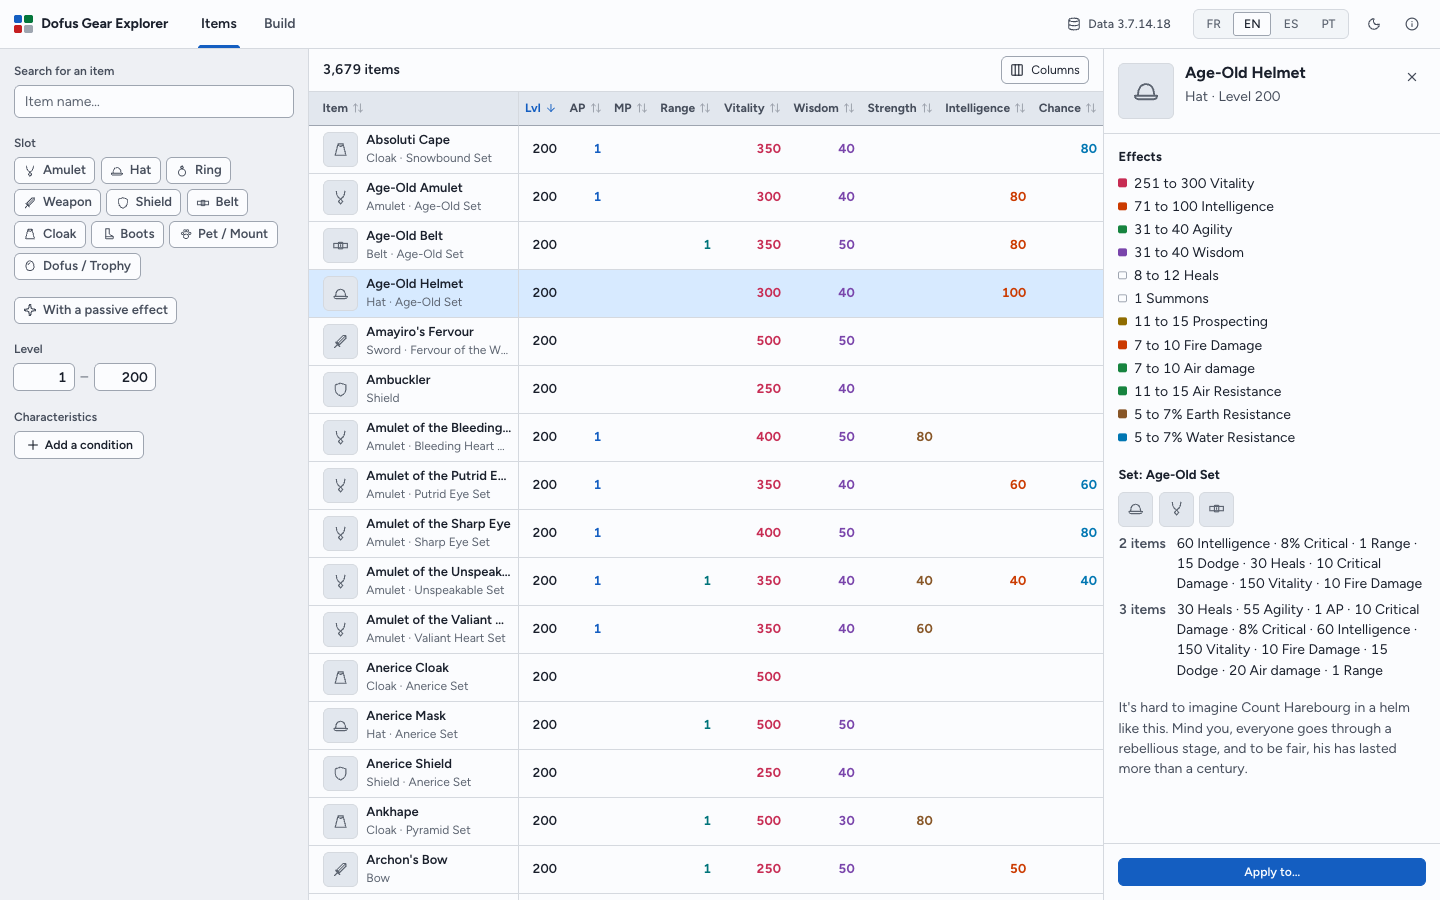 Dofus Gear Explorer
Items
Build
Data 3.7.14.18
FR
EN
ES
PT
Search for an item
Item name...
Slot
Amulet
Hat
Ring
Weapon
Shield
Belt
Cloak
Boots
Pet / Mount
Dofus / Trophy
With a passive effect
Level
1 – 200
Characteristics
Add a condition
3,679 items
Columns
Item Lvl AP MP Range Vitality Wisdom Strength Intelligence Chance
Absoluti Cape
Cloak · Snowbound Set
200 1 350 40 80
Age-Old Amulet
Amulet · Age-Old Set
200 1 300 40 80
Age-Old Belt
Belt · Age-Old Set
200 1 350 50 80
Age-Old Helmet
Hat · Age-Old Set
200 300 40 100
Amayiro's Fervour
Sword · Fervour of the W...
200 500 50
Ambuckler
Shield
200 250 40
Amulet of the Bleeding...
Amulet · Bleeding Heart ...
200 1 400 50 80
Amulet of the Putrid E...
Amulet · Putrid Eye Set
200 1 350 40 60 60
Amulet of the Sharp Eye
Amulet · Sharp Eye Set
200 1 400 50 80
Amulet of the Unspeak...
Amulet · Unspeakable Set
200 1 1 350 40 40 40 40
Amulet of the Valiant ...
Amulet · Valiant Heart Set
200 1 350 40 60
Anerice Cloak
Cloak · Anerice Set
200 500
Anerice Mask
Hat · Anerice Set
200 1 500 50
Anerice Shield
Shield · Anerice Set
200 250 40
Ankhape
Cloak · Pyramid Set
200 1 500 30 80
Archon's Bow
Bow
200 1 250 50 50
Age-Old Helmet
Hat · Level 200
Effects
251 to 300 Vitality
71 to 100 Intelligence
31 to 40 Agility
31 to 40 Wisdom
8 to 12 Heals
1 Summons
11 to 15 Prospecting
7 to 10 Fire Damage
7 to 10 Air damage
11 to 15 Air Resistance
5 to 7% Earth Resistance
5 to 7% Water Resistance
Set: Age-Old Set
2 items 60 Intelligence · 8% Critical · 1 Range ·
15 Dodge · 30 Heals · 10 Critical
Damage · 150 Vitality · 10 Fire Damage
3 items 30 Heals · 55 Agility · 1 AP · 10 Critical
Damage · 8% Critical · 60 Intelligence ·
150 Vitality · 10 Fire Damage · 15
Dodge · 20 Air damage · 1 Range
It's hard to imagine Count Harebourg in a helm
like this. Mind you, everyone goes through a
rebellious stage, and to be fair, his has lasted
more than a century.
Apply to...